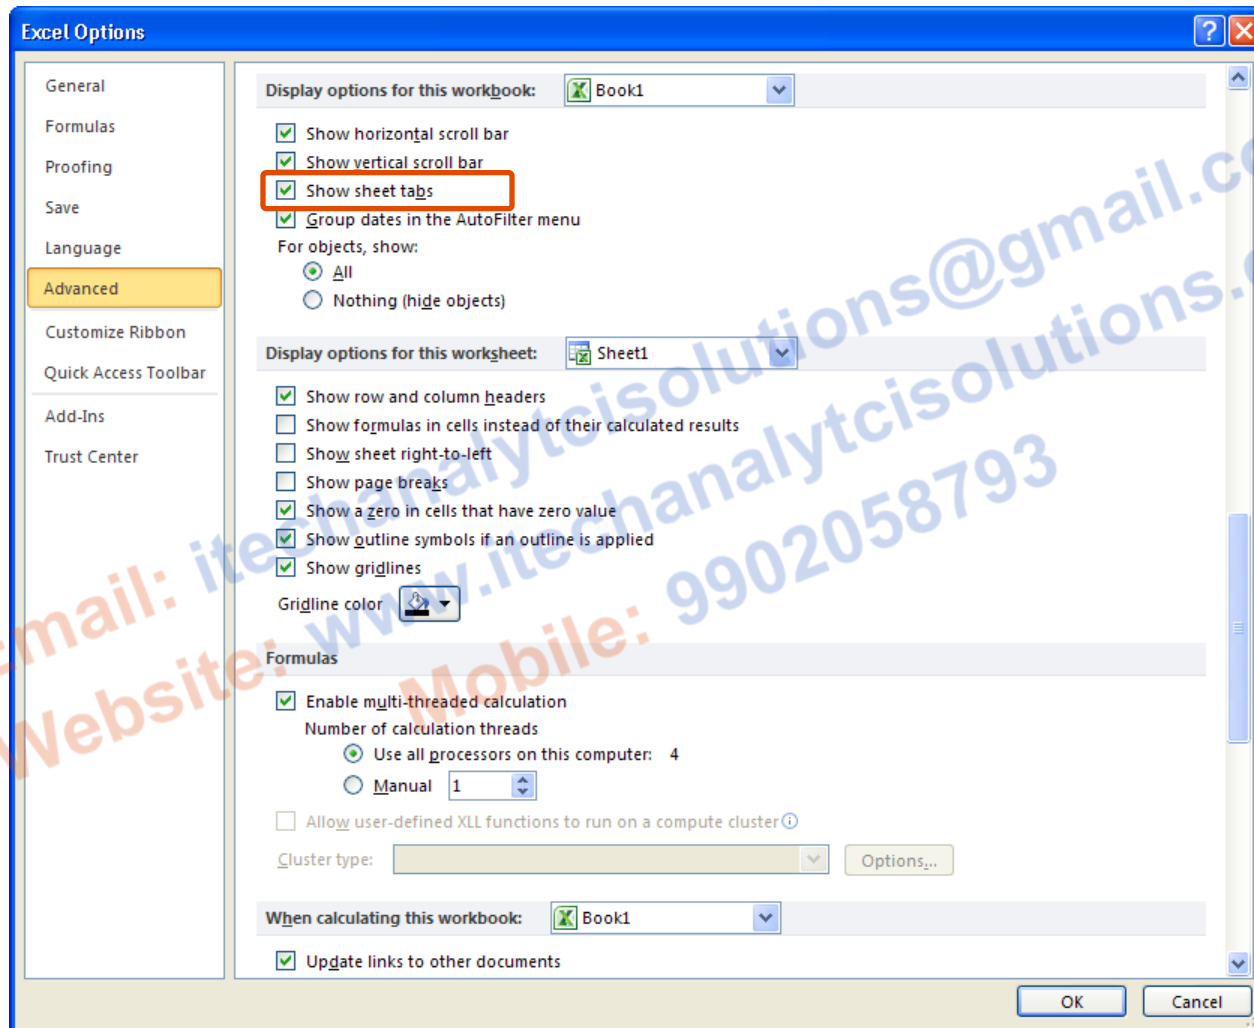 Excel Options
General
Formulas
Proofing
Save
Language
Advanced
Customize Ribbon
Quick Access Toolbar
Add-Ins
Trust Center
Display options for this workbook: Book1
Show horizontal scroll bar
Show vertical scroll bar
Show sheet tabs
Group dates in the AutoFilter menu
For objects, show:
All
Nothing (hide objects)
Display options for this worksheet: Sheet1
Show row and column headers
Show formulas in cells instead of their calculated results
Show sheet right-to-left
Show page breaks
Show a zero in cells that have zero value
Show outline symbols if an outline is applied
Show gridlines
Gridline color
Formulas
Enable multi-threaded calculation
Number of calculation threads
Use all processors on this computer: 4
Manual 1
Allow user-defined XLL functions to run on a compute cluster
Cluster type: Options...
When calculating this workbook: Book1
Update links to other documents
OK Cancel
Email: itechanalytcisolutions@gmail.co
Website: www.itechanalytcisolutions.c
Mobile: 9902058793